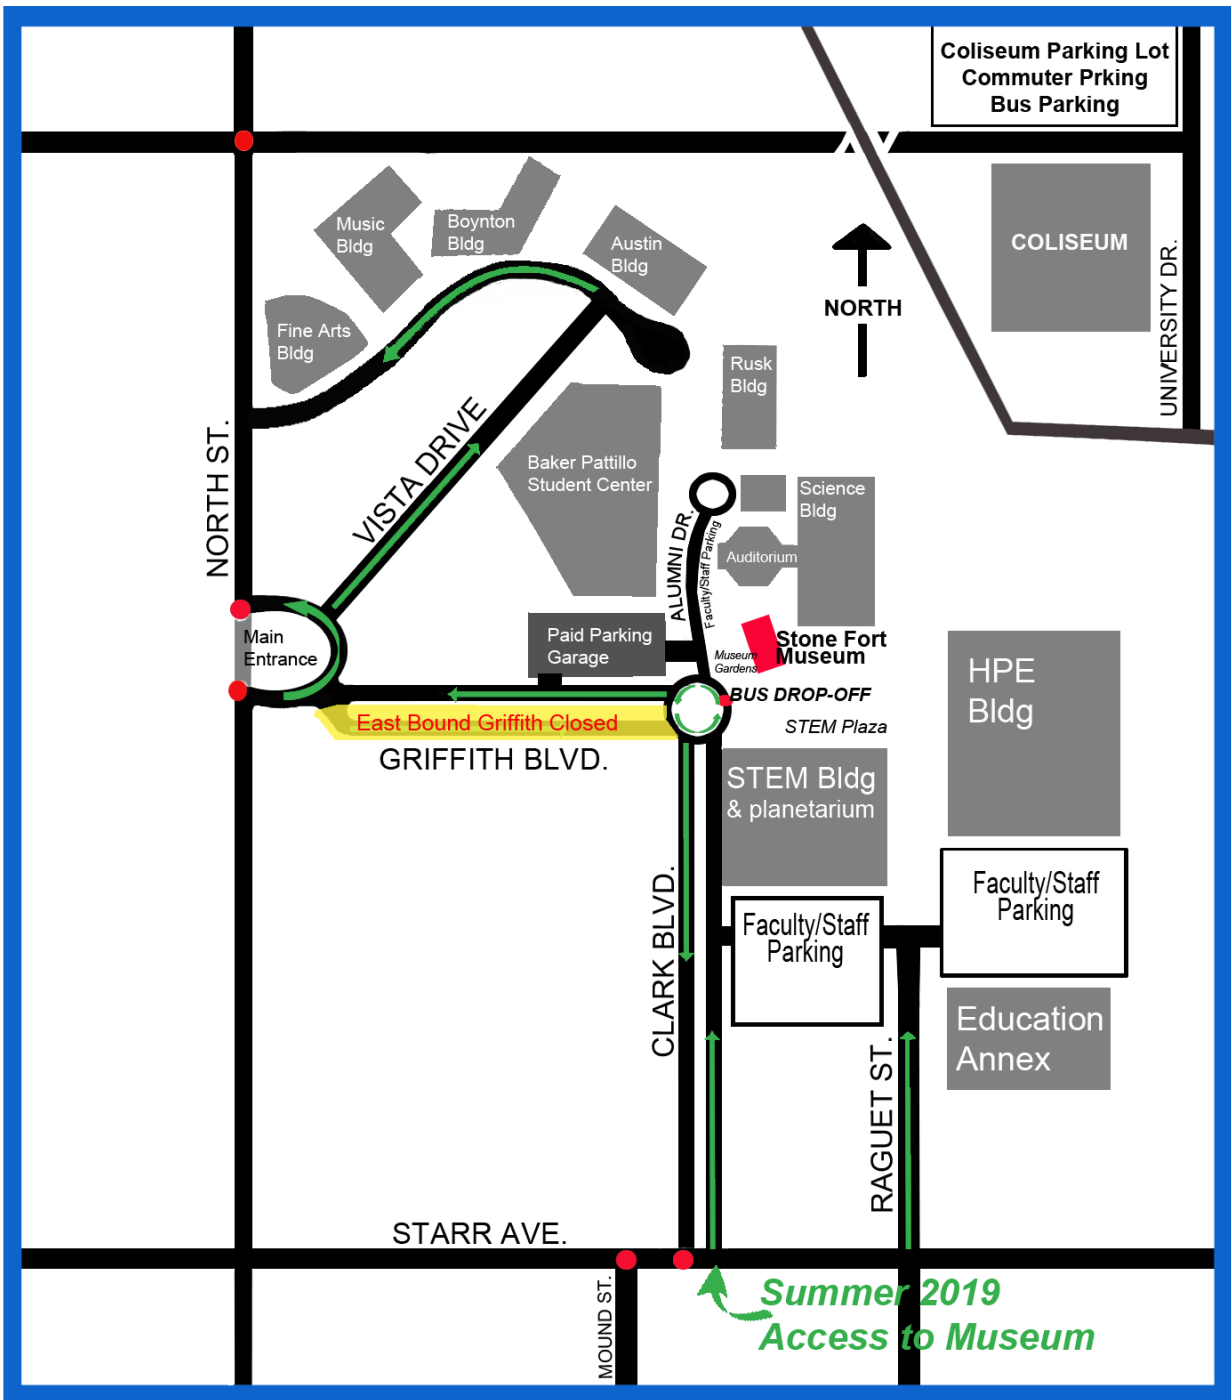 Coliseum Parking Lot
Commuter Prking
Bus Parking
Music
Bldg
Boynton
Bldg
Austin
Bldg
COLISEUM
UNIVERSITY DR.
NORTH
Fine Arts
Bldg
Rusk
Bldg
NORTH ST.
VISTA DRIVE
Baker Pattillo
Student Center
Science
Bldg
ALUMNI DR.
Faculty/Staff Parking
Auditorium
Main
Entrance
Paid Parking
Garage
Stone Fort
Museum
Museum
Gardens
HPE
Bldg
BUS DROP-OFF
STEM Plaza
East Bound Griffith Closed
GRIFFITH BLVD.
STEM Bldg
& planetarium
CLARK BLVD.
Faculty/Staff
Parking
Faculty/Staff
Parking
Education
Annex
RAGUET ST.
STARR AVE.
MOUND ST.
Summer 2019
Access to Museum